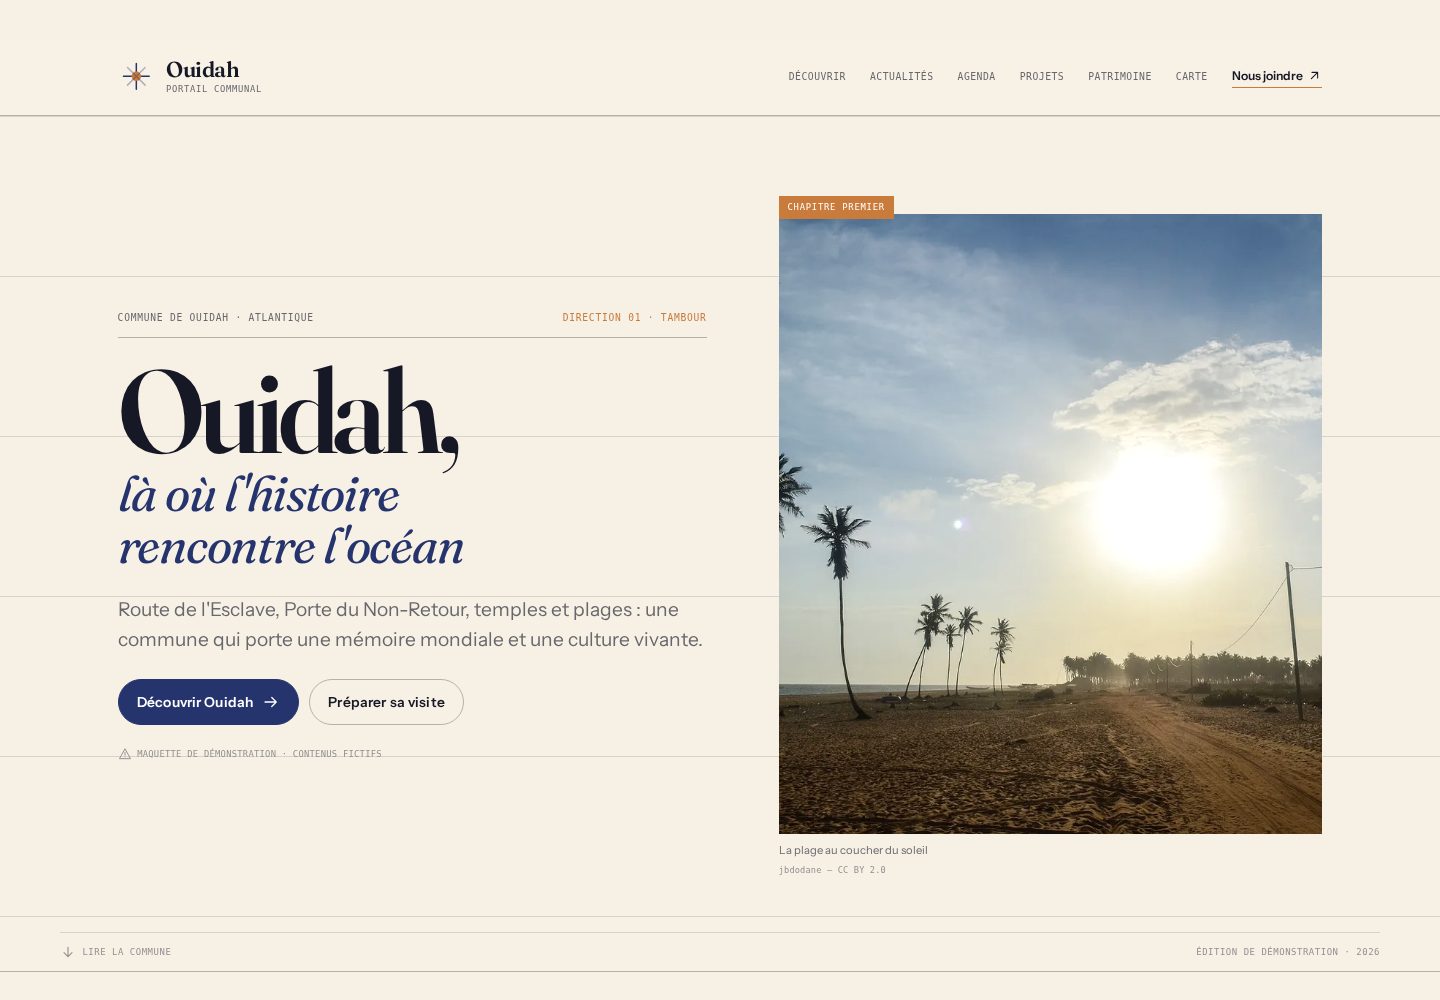 Ouidah
PORTAIL COMMUNAL
DÉCOUVRIR
ACTUALITÉS
AGENDA
PROJETS
PATRIMOINE
CARTE
Nous joindre
CHAPITRE PREMIER
COMMUNE DE OUIDAH · ATLANTIQUE
DIRECTION 01 · TAMBOUR
Ouidah,
là où l'histoire
rencontre l'océan
Route de l'Esclave, Porte du Non-Retour, temples et plages : une
commune qui porte une mémoire mondiale et une culture vivante.
Découvrir Ouidah
Préparer sa visite
MAQUETTE DE DÉMONSTRATION · CONTENUS FICTIFS
La plage au coucher du soleil
jbdodane — CC BY 2.0
LIRE LA COMMUNE
ÉDITION DE DÉMONSTRATION · 2026